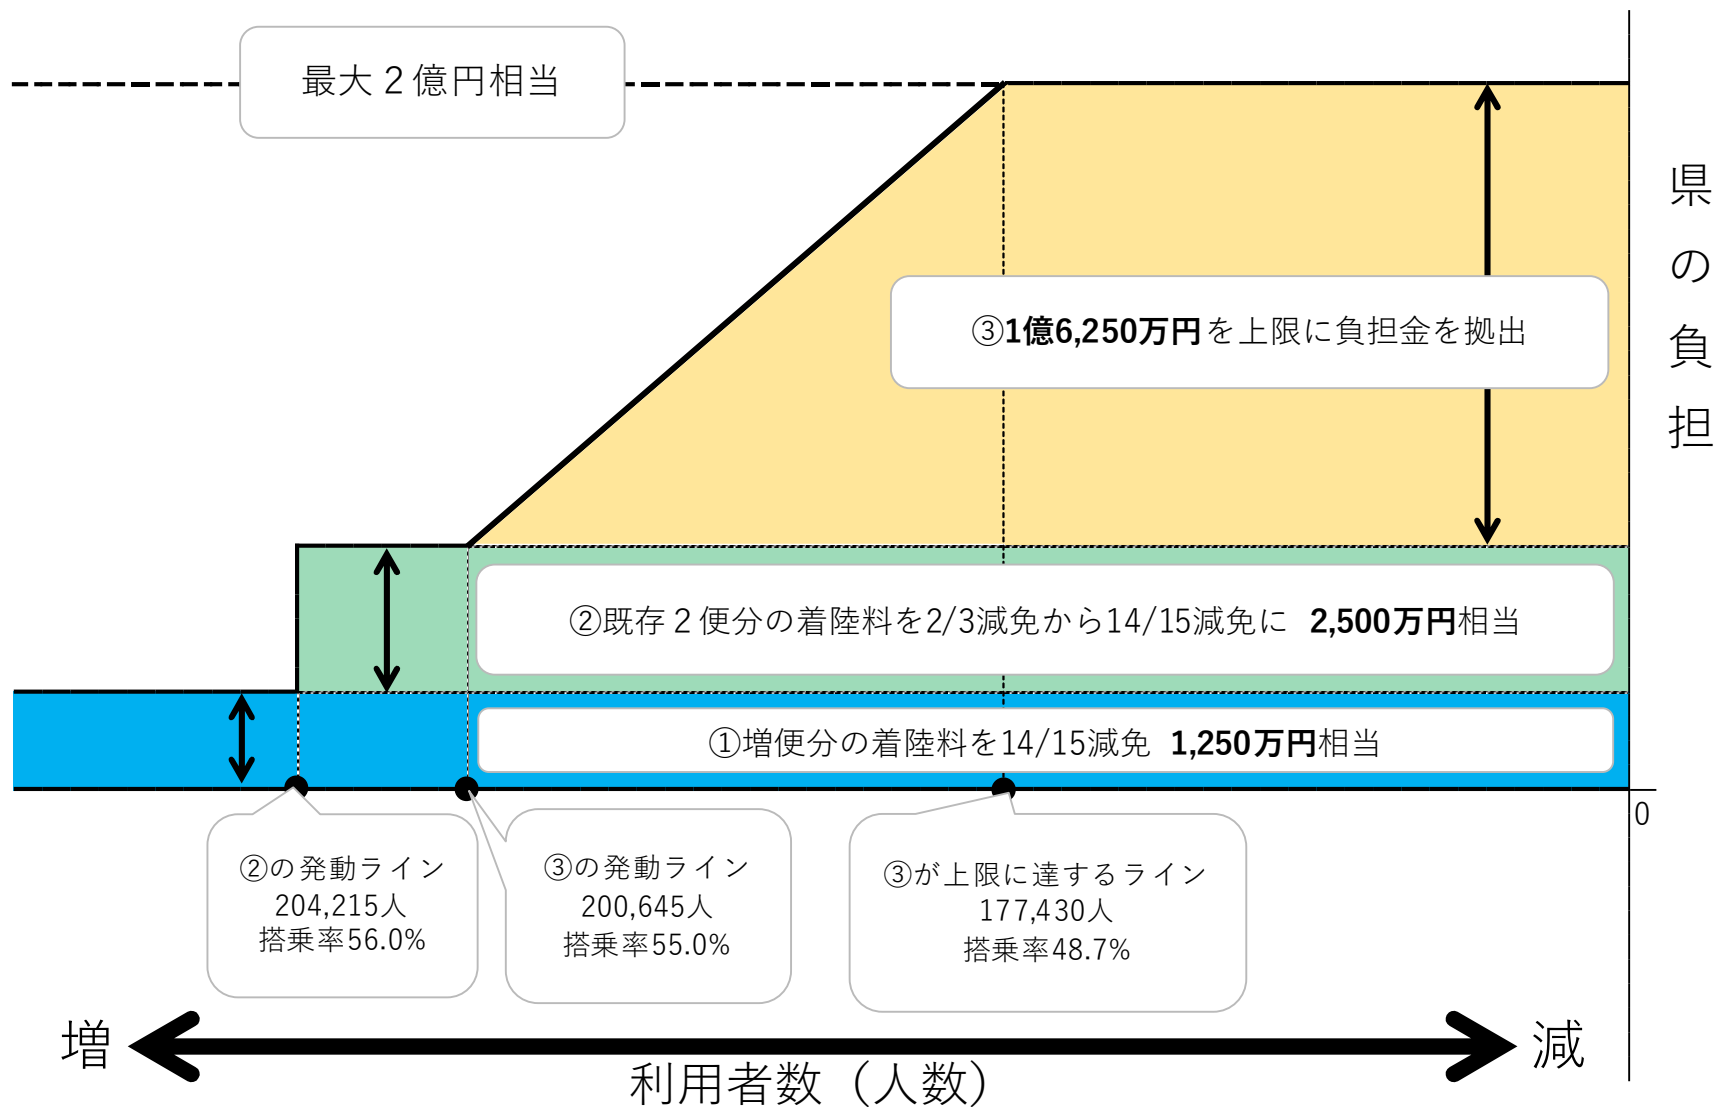 最大２億円相当
県の負担
③1億6,250万円を上限に負担金を拠出
②既存２便分の着陸料を2/3減免から14/15減免に 2,500万円相当
①増便分の着陸料を14/15減免 1,250万円相当
0
②の発動ライン
204,215人
搭乗率56.0%
③の発動ライン
200,645人
搭乗率55.0%
③が上限に達するライン
177,430人
搭乗率48.7%
増
減
利用者数（人数）